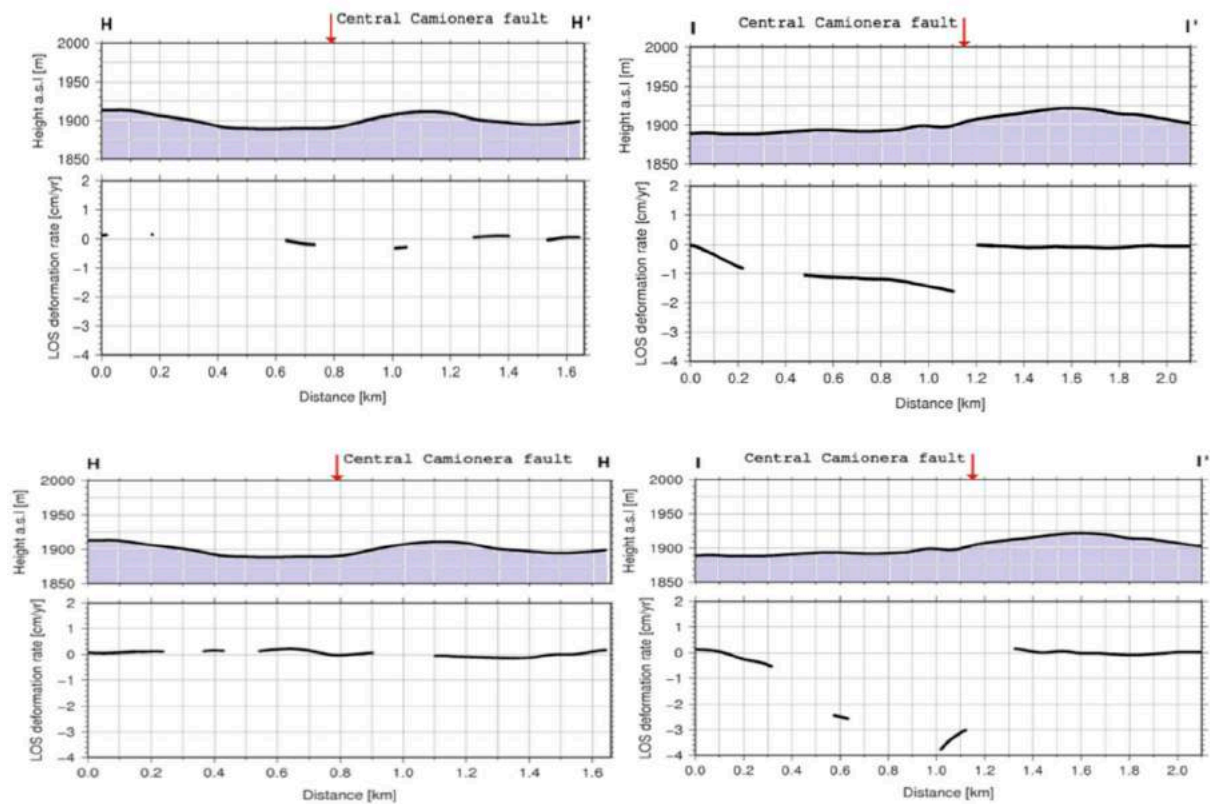 H Central Camionera fault H'
2000
1950
1900
1850
Height a.s.l [m]
2
1
0
−1
−2
−3
−4
LOS deformation rate [cm/yr]
0.0 0.2 0.4 0.6 0.8 1.0 1.2 1.4 1.6
Distance [km]
I Central Camionera fault I'
2000
1950
1900
1850
Height a.s.l [m]
2
1
0
−1
−2
−3
−4
LOS deformation rate [cm/yr]
0.0 0.2 0.4 0.6 0.8 1.0 1.2 1.4 1.6 1.8 2.0
Distance [km]
H Central Camionera fault H
2000
1950
1900
1850
Height a.s.l [m]
2
1
0
−1
−2
−3
−4
LOS deformation rate [cm/yr]
0.0 0.2 0.4 0.6 0.8 1.0 1.2 1.4 1.6
Distance [km]
I Central Camionera fault I'
2000
1950
1900
1850
Height a.s.l [m]
2
1
0
−1
−2
−3
−4
LOS deformation rate [cm/yr]
0.0 0.2 0.4 0.6 0.8 1.0 1.2 1.4 1.6 1.8 2.0
Distance [km]